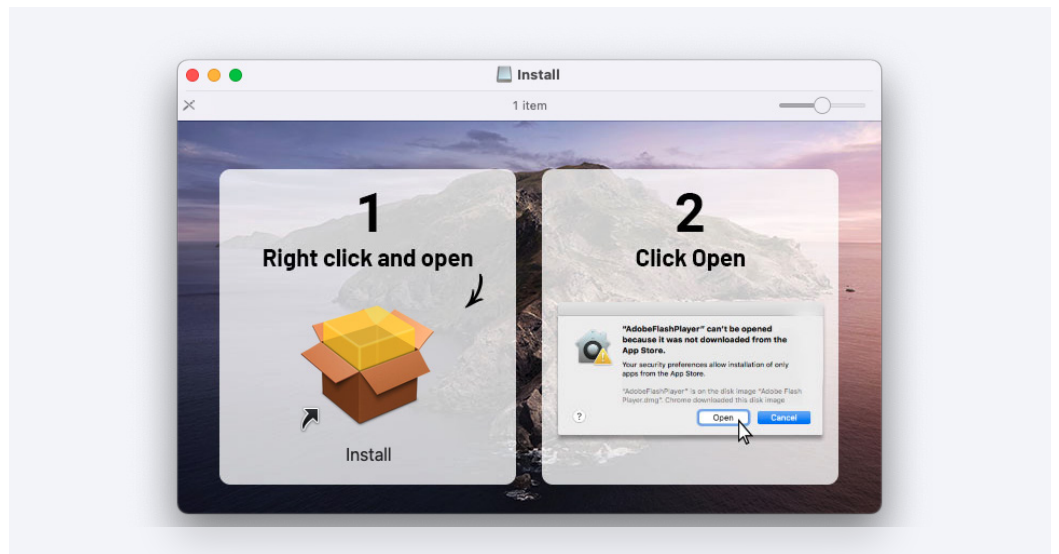 Install
1 item
1
Right click and open
Install
2
Click Open
"AdobeFlashPlayer" can't be opened
because it was not downloaded from the
App Store.
Your security preferences allow installation of only
apps from the App Store.
"AdobeFlashPlayer" is on the disk image "Adobe Flash
Player.dmg". Chrome downloaded this disk image
?
Open
Cancel